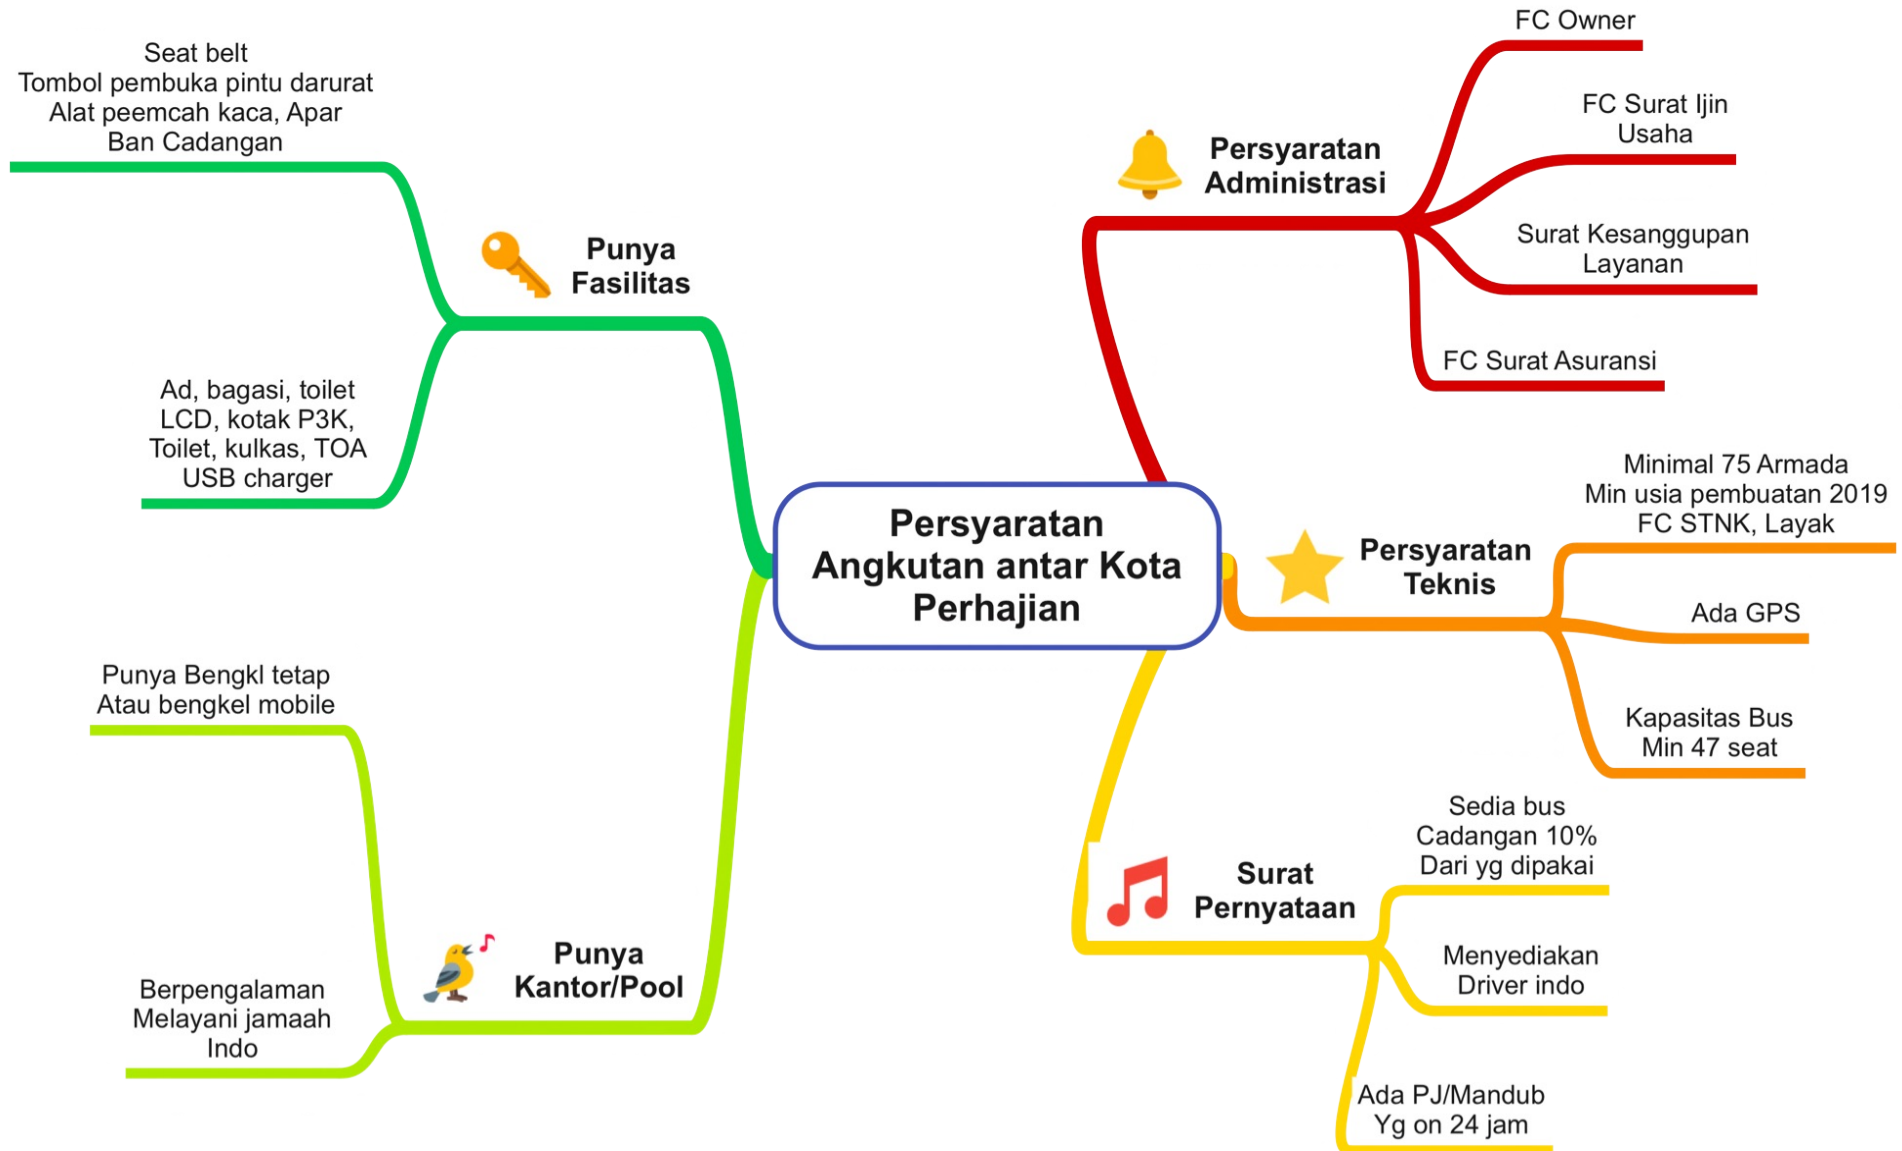 Persyaratan
Angkutan antar Kota
Perhajian
Persyaratan
Administrasi
FC Owner
FC Surat Ijin
Usaha
Surat Kesanggupan
Layanan
FC Surat Asuransi
Persyaratan
Teknis
Minimal 75 Armada
Min usia pembuatan 2019
FC STNK, Layak
Ada GPS
Kapasitas Bus
Min 47 seat
Surat
Pernyataan
Sedia bus
Cadangan 10%
Dari yg dipakai
Menyediakan
Driver indo
Ada PJ/Mandub
Yg on 24 jam
Punya
Kantor/Pool
Punya Bengkl tetap
Atau bengkel mobile
Berpengalaman
Melayani jamaah
Indo
Punya
Fasilitas
Seat belt
Tombol pembuka pintu darurat
Alat peemcah kaca, Apar
Ban Cadangan
Ad, bagasi, toilet
LCD, kotak P3K,
Toilet, kulkas, TOA
USB charger